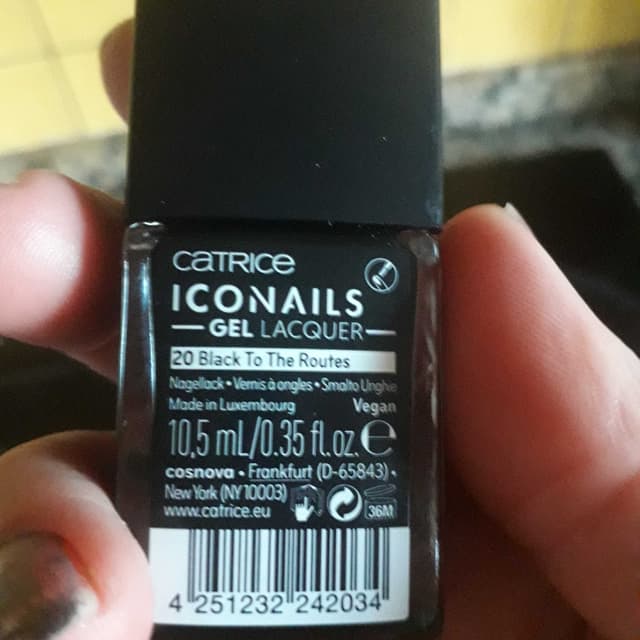 CATRICE
ICONAILS
GEL LACQUER
20 Black To The Routes
Nagellack • Vernis à ongles • Smalto Unghie
Made in Luxembourg Vegan
10,5 mL/0.35 fl.oz. ℮
cosnova • Frankfurt (D-65843) •
New York (NY 10003)
www.catrice.eu 36M
4 251232 242034